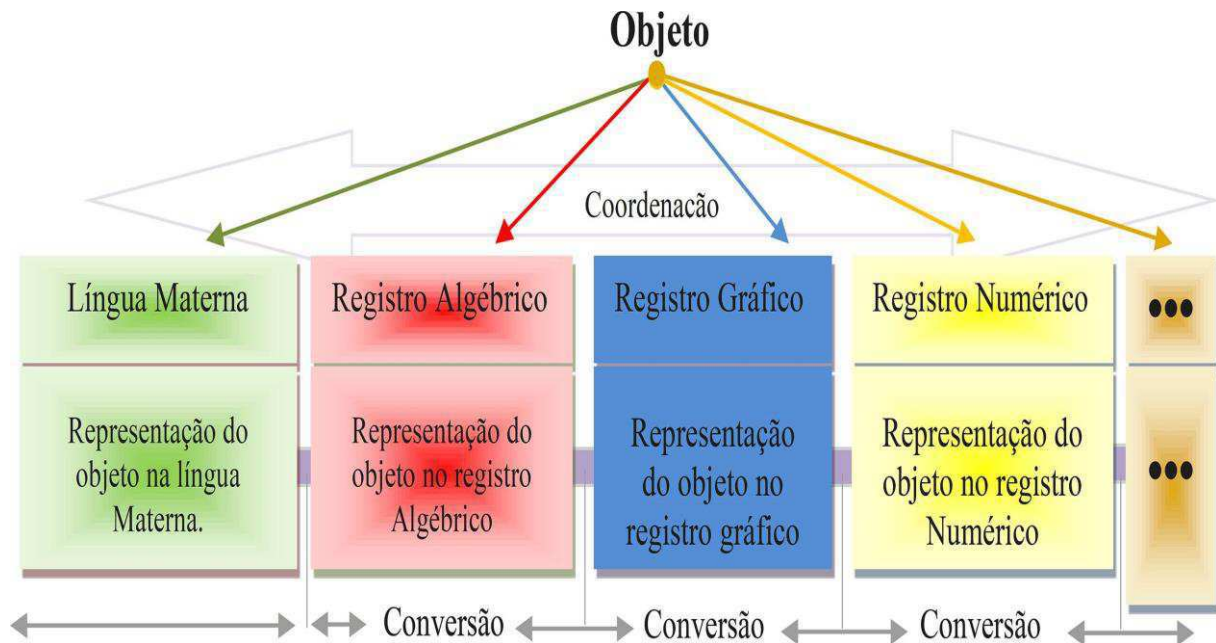 Objeto
Coordenacão
Língua Materna
Registro Algébrico
Registro Gráfico
Registro Numérico
•••
Representação do
objeto na língua
Materna.
Representação do
objeto no registro
Algébrico
Representação
do objeto no
registro gráfico
Representação do
objeto no registro
Numérico
•••
Conversão
Conversão
Conversão